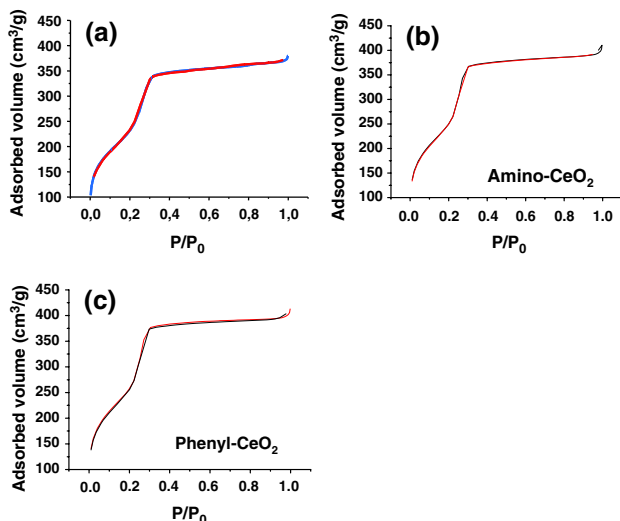 (a)
Adsorbed volume (cm³/g)
450
400
350
300
250
200
150
100
0,0 0,2 0,4 0,6 0,8 1,0
P/P₀
(b)
Adsorbed volume (cm³/g)
450
400
350
300
250
200
150
100
Amino-CeO₂
0.0 0.2 0.4 0.6 0.8 1.0
P/P₀
(c)
Adsorbed volume (cm³/g)
450
400
350
300
250
200
150
100
Phenyl-CeO₂
0.0 0.2 0.4 0.6 0.8 1.0
P/P₀